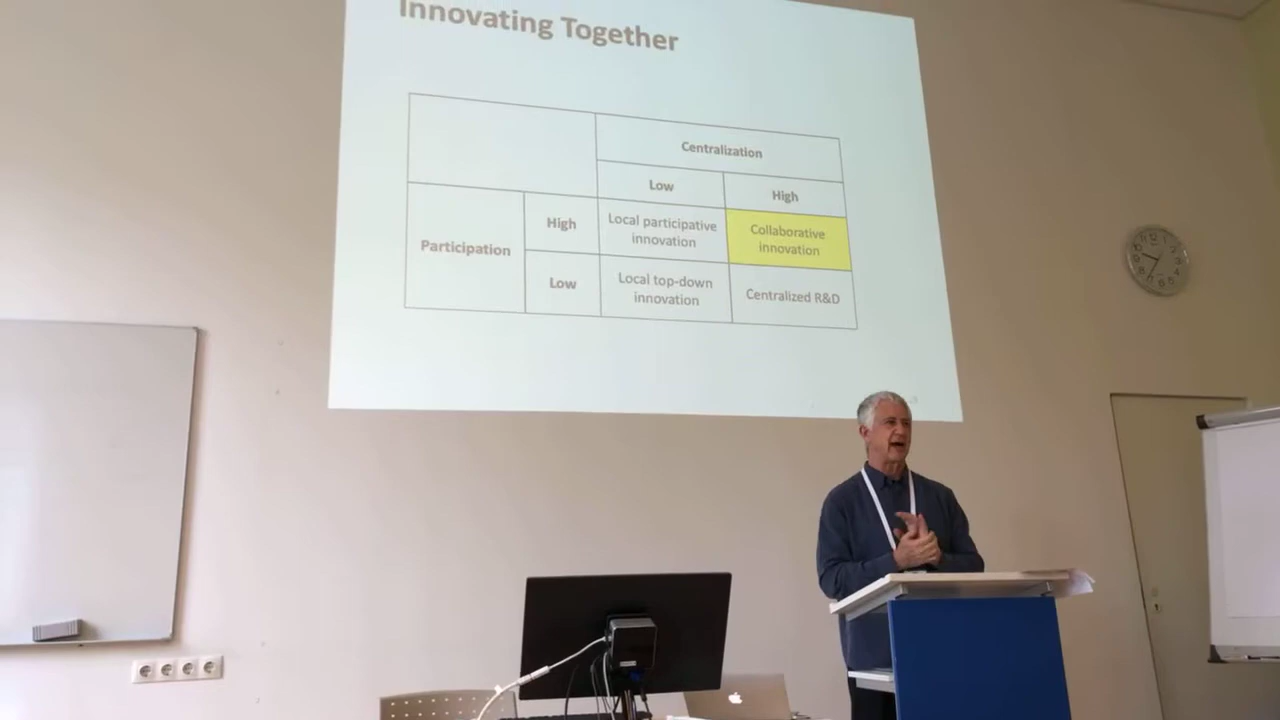 Innovating Together
Centralization
Low
High
Participation
High
Local participative
innovation
Collaborative
innovation
Low
Local top-down
innovation
Centralized R&D